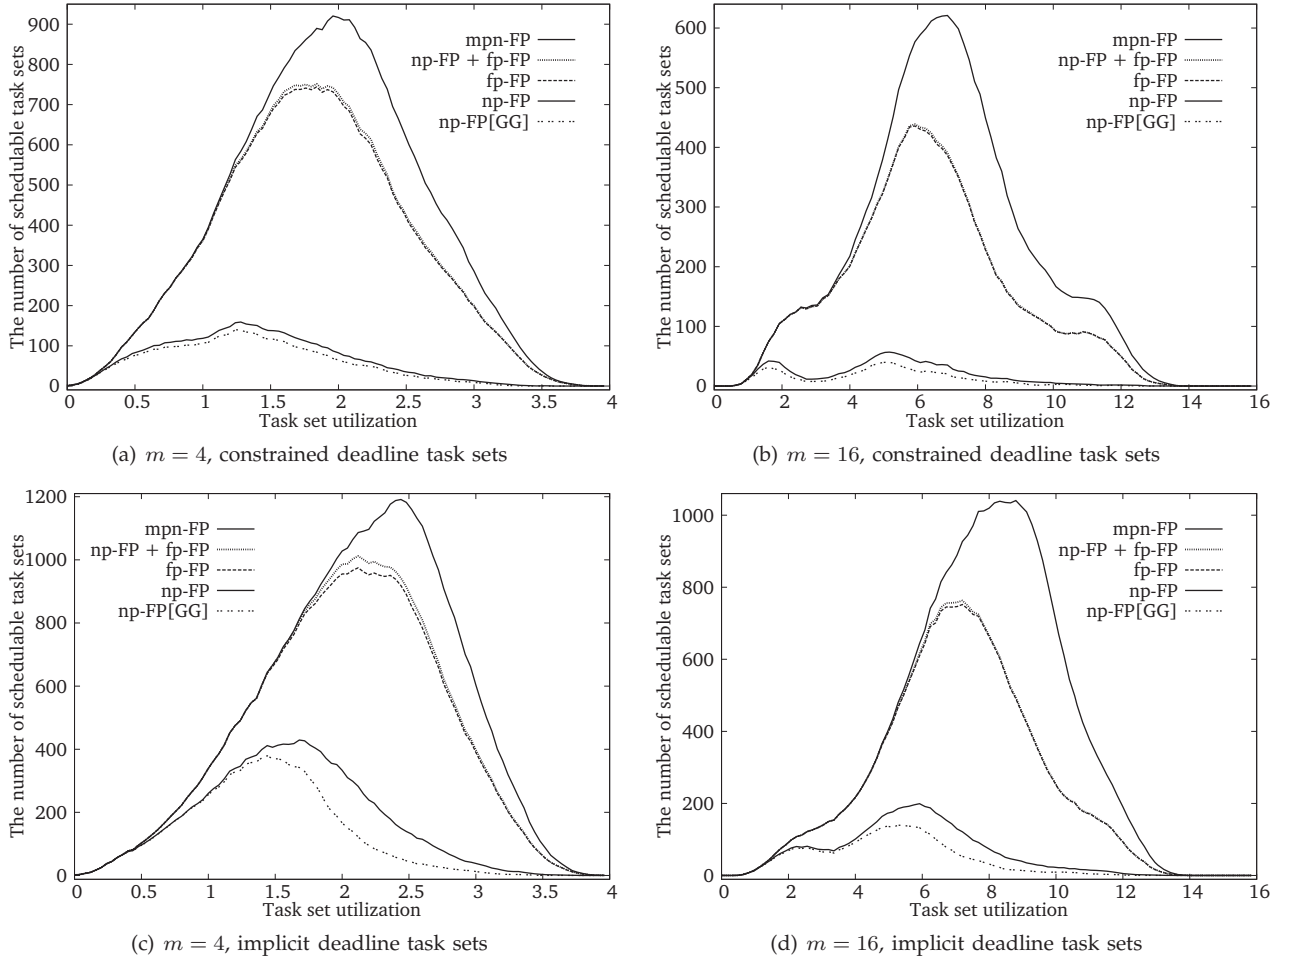 The number of schedulable task sets
900
800
700
600
500
400
300
200
100
0
mpn-FP
np-FP + fp-FP
fp-FP
np-FP
np-FP[GG]
0 0.5 1 1.5 2 2.5 3 3.5 4
Task set utilization
(a) m = 4, constrained deadline task sets
The number of schedulable task sets
600
500
400
300
200
100
0
mpn-FP
np-FP + fp-FP
fp-FP
np-FP
np-FP[GG]
0 2 4 6 8 10 12 14 16
Task set utilization
(b) m = 16, constrained deadline task sets
The number of schedulable task sets
1200
1000
800
600
400
200
0
mpn-FP
np-FP + fp-FP
fp-FP
np-FP
np-FP[GG]
0 0.5 1 1.5 2 2.5 3 3.5 4
Task set utilization
(c) m = 4, implicit deadline task sets
The number of schedulable task sets
1000
800
600
400
200
0
mpn-FP
np-FP + fp-FP
fp-FP
np-FP
np-FP[GG]
0 2 4 6 8 10 12 14 16
Task set utilization
(d) m = 16, implicit deadline task sets